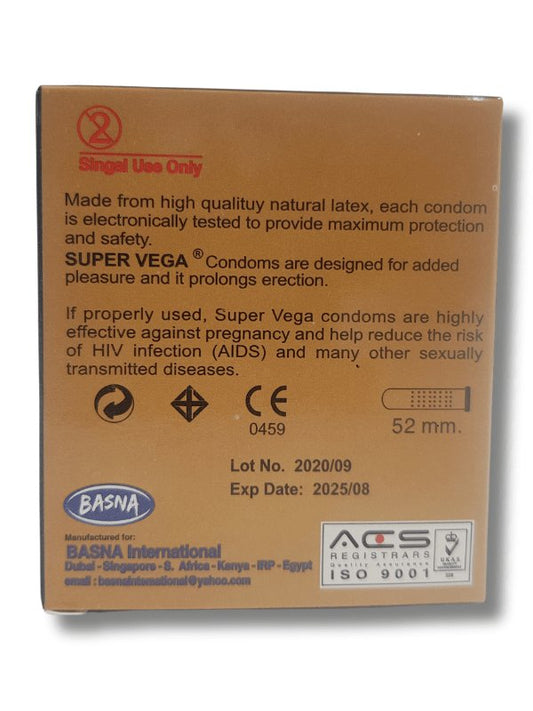 2
Singal Use Only
Made from high qualituy natural latex, each condom
is electronically tested to provide maximum protection
and safety.
SUPER VEGA ® Condoms are designed for added
pleasure and it prolongs erection.
If properly used, Super Vega condoms are highly
effective against pregnancy and help reduce the risk
of HIV infection (AIDS) and many other sexually
transmitted diseases.
CE
0459
52 mm.
Lot No. 2020/09
Exp Date: 2025/08
BASNA
Manufactured for:
BASNA International
Dubai - Singapore - S. Africa - Kenya - IRP - Egypt
email : basnainternational@yahoo.com
ACS
REGISTRARS
Quality Assurance
ISO 9001
UKAS